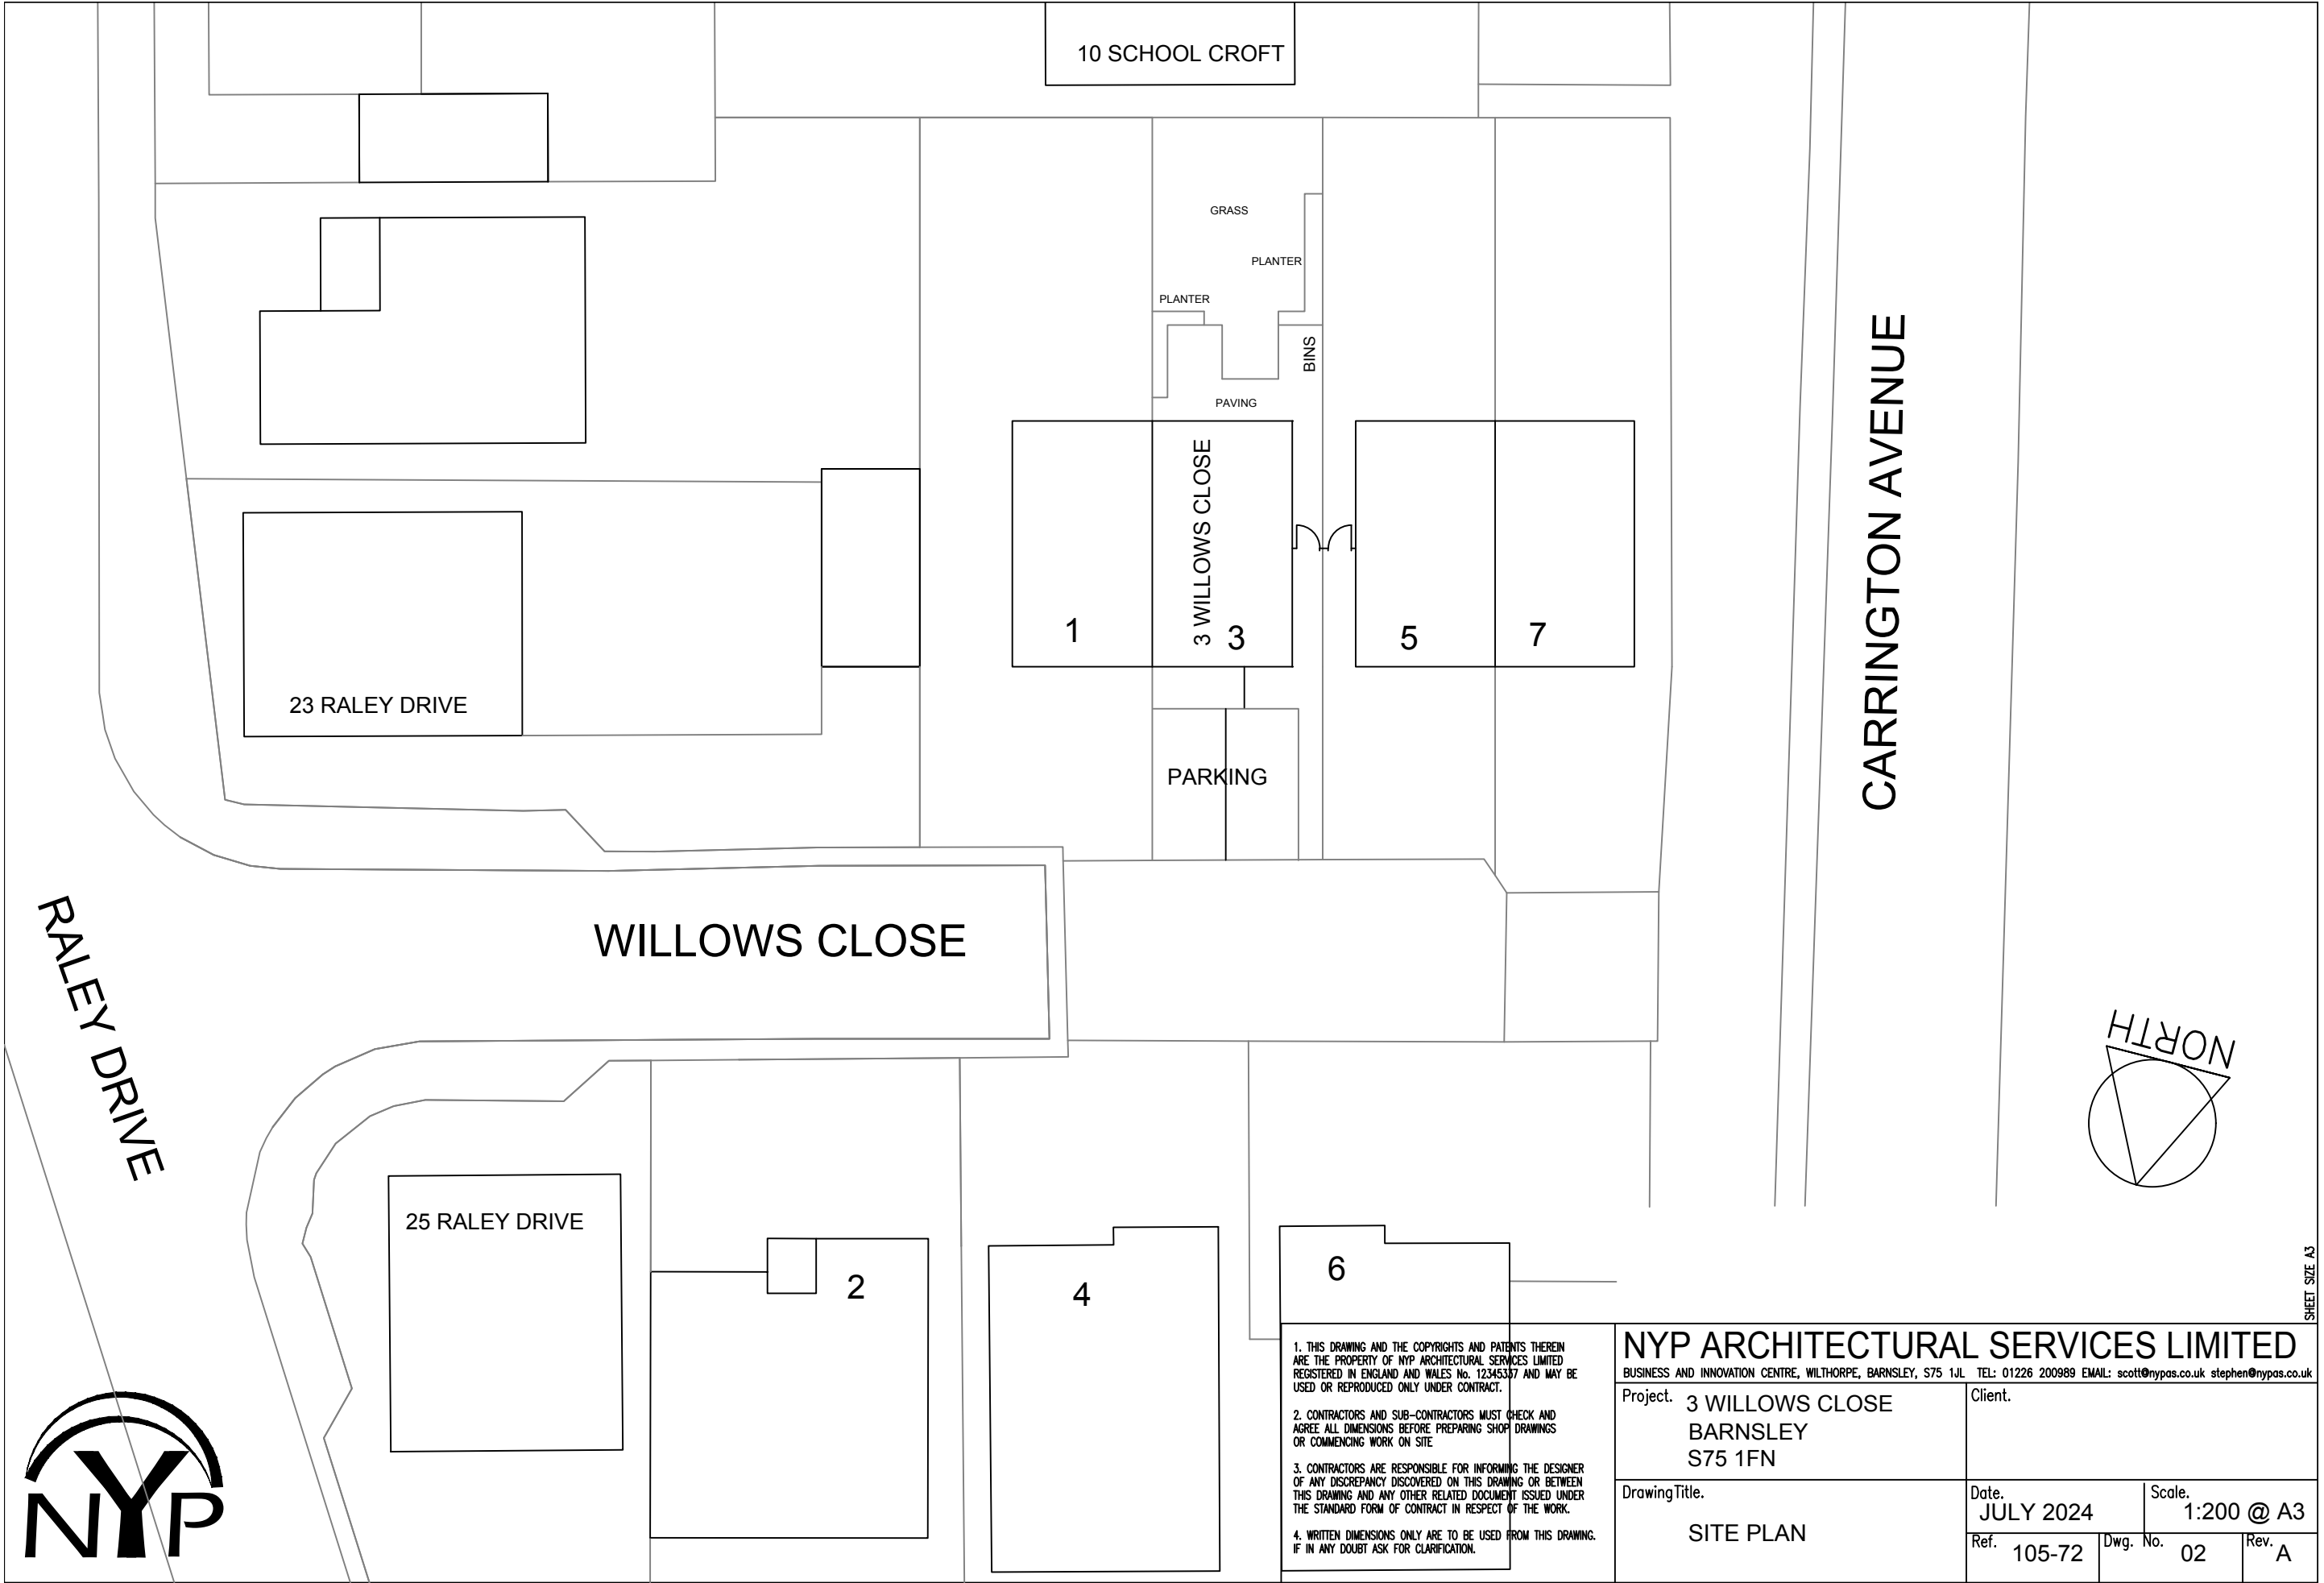 10 SCHOOL CROFT
GRASS
PLANTER
PLANTER
BINS
PAVING
3 WILLOWS CLOSE
1
3
5
7
23 RALEY DRIVE
PARKING
CARRINGTON AVENUE
RALEY DRIVE
WILLOWS CLOSE
NORTH
25 RALEY DRIVE
2
4
6
SHEET SIZE A3
NYP
1. THIS DRAWING AND THE COPYRIGHTS AND PATENTS THEREIN
ARE THE PROPERTY OF NYP ARCHITECTURAL SERVICES LIMITED
REGISTERED IN ENGLAND AND WALES No. 12345337 AND MAY BE
USED OR REPRODUCED ONLY UNDER CONTRACT.
2. CONTRACTORS AND SUB-CONTRACTORS MUST CHECK AND
AGREE ALL DIMENSIONS BEFORE PREPARING SHOP DRAWINGS
OR COMMENCING WORK ON SITE
3. CONTRACTORS ARE RESPONSIBLE FOR INFORMING THE DESIGNER
OF ANY DISCREPANCY DISCOVERED ON THIS DRAWING OR BETWEEN
THIS DRAWING AND ANY OTHER RELATED DOCUMENT ISSUED UNDER
THE STANDARD FORM OF CONTRACT IN RESPECT OF THE WORK.
4. WRITTEN DIMENSIONS ONLY ARE TO BE USED FROM THIS DRAWING.
IF IN ANY DOUBT ASK FOR CLARIFICATION.
NYP ARCHITECTURAL SERVICES LIMITED
BUSINESS AND INNOVATION CENTRE, WILTHORPE, BARNSLEY, S75 1JL TEL: 01226 200989 EMAIL: scott@nypas.co.uk stephen@nypas.co.uk
Project. 3 WILLOWS CLOSE
BARNSLEY
S75 1FN
Client.
Drawing Title.
SITE PLAN
Date.
JULY 2024
Scale.
1:200 @ A3
Ref. 105-72
Dwg. No. 02
Rev. A